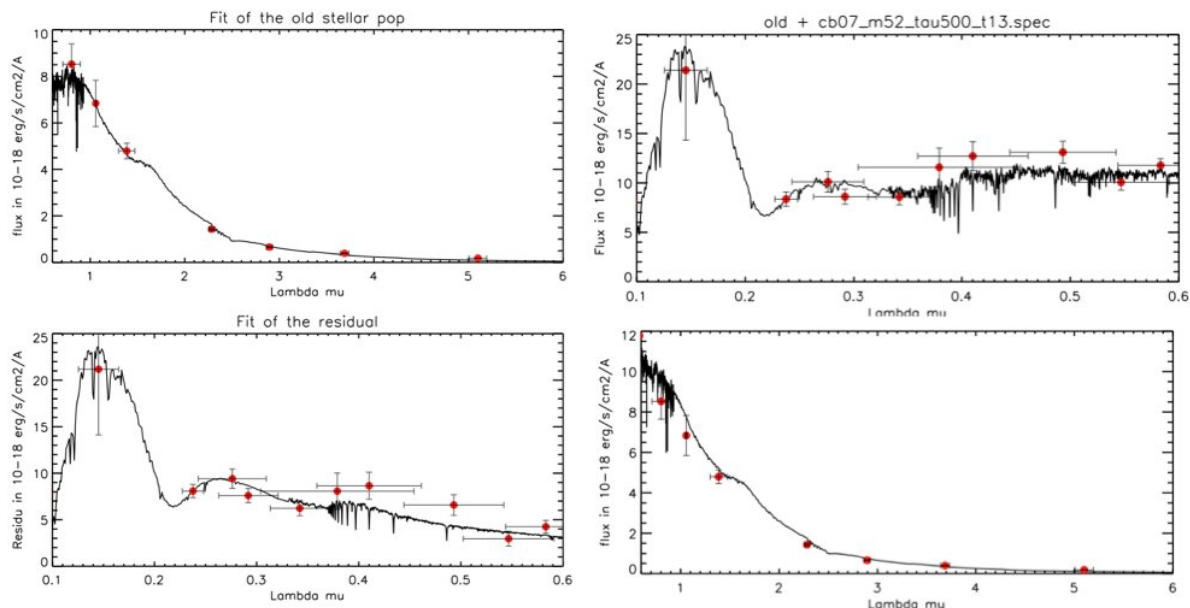 Fit of the old stellar pop
flux in 10-18 erg/s/cm2/A
10
8
6
4
2
0
1 2 3 4 5 6
Lambda mu
old + cb07_m52_tau500_t13.spec
Flux in 10-18 erg/s/cm2/A
25
20
15
10
5
0
0.1 0.2 0.3 0.4 0.5 0.6
Lambda mu
Fit of the residual
Residu in 10-18 erg/s/cm2/A
25
20
15
10
5
0
0.1 0.2 0.3 0.4 0.5 0.6
Lambda mu
flux in 10-18 erg/s/cm2/A
12
10
8
6
4
2
0
1 2 3 4 5 6
Lambda mu